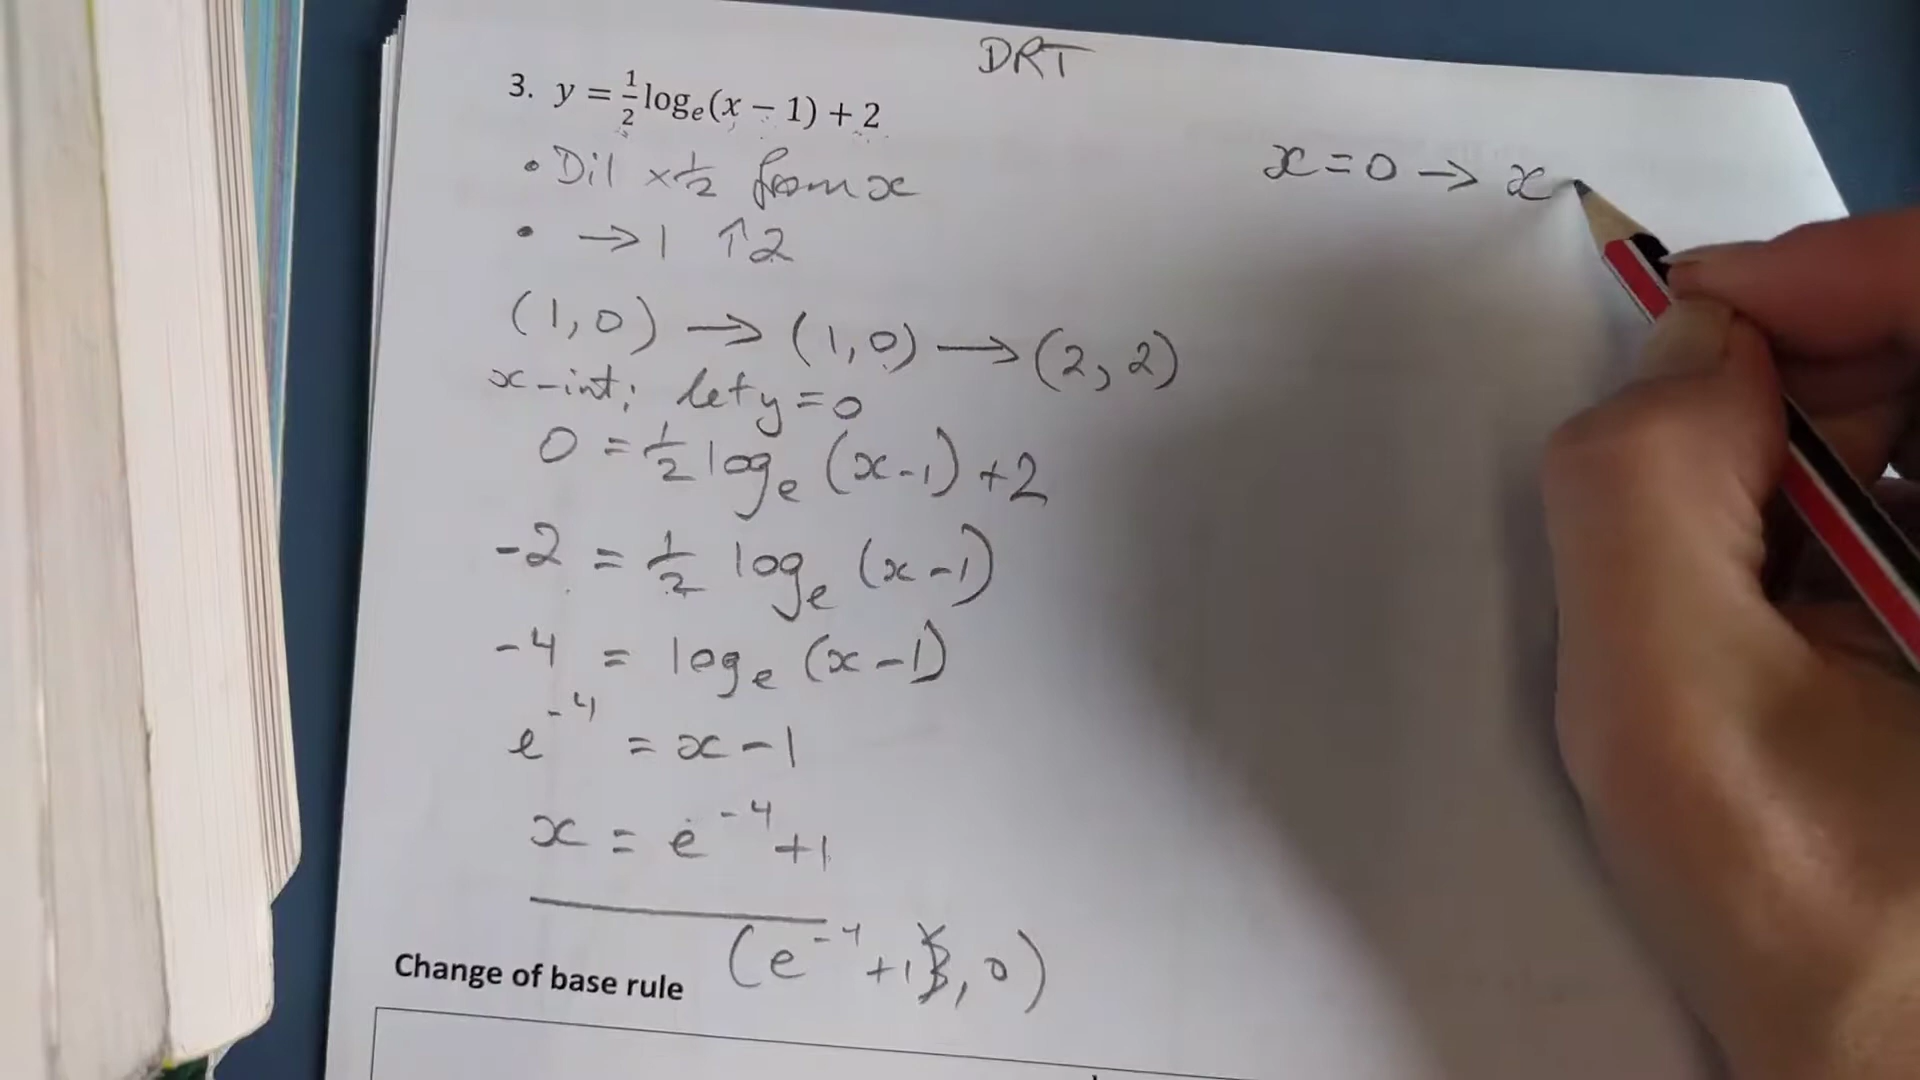 DRT
3. y = 1/2 logₑ(x − 1) + 2
x = 0 → x
• Dil × 1/2 from x
• → 1 ↑2
(1,0) → (1,0) → (2,2)
x-int: let y = 0
0 = 1/2 logₑ (x-1) +2
-2 = 1/2 logₑ (x-1)
-4 = logₑ (x-1)
e⁻⁴ = x-1
x = e⁻⁴ +1
(e⁻⁴ +1, 0)
Change of base rule